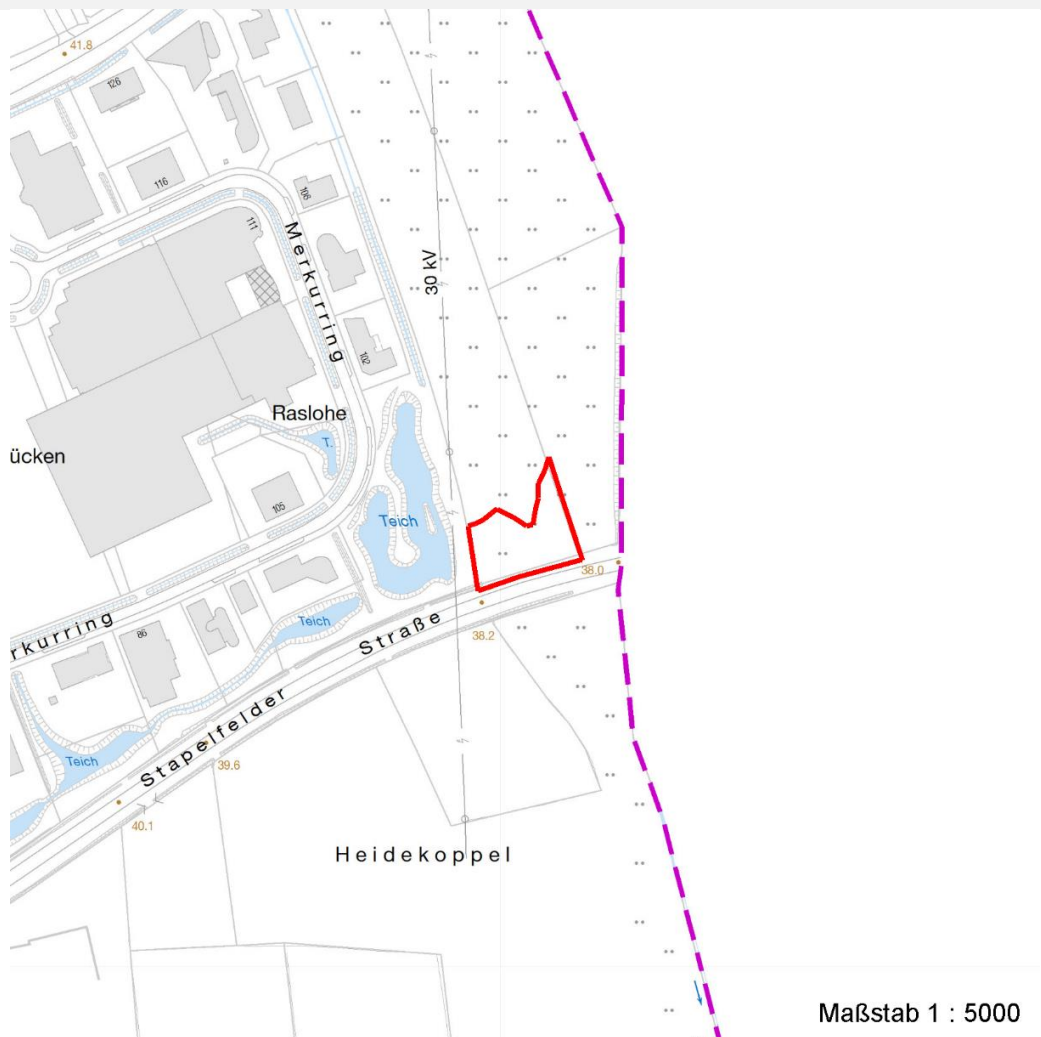 41.8
126
116
106
111
Merkurring
30 kV
102
Raslohe
T.
ücken
105
Teich
38.0
Teich
38.2
Straße
rkurring
86
Stapelfelder
Teich
39.6
40.1
Heidekoppel
Maßstab 1 : 5000